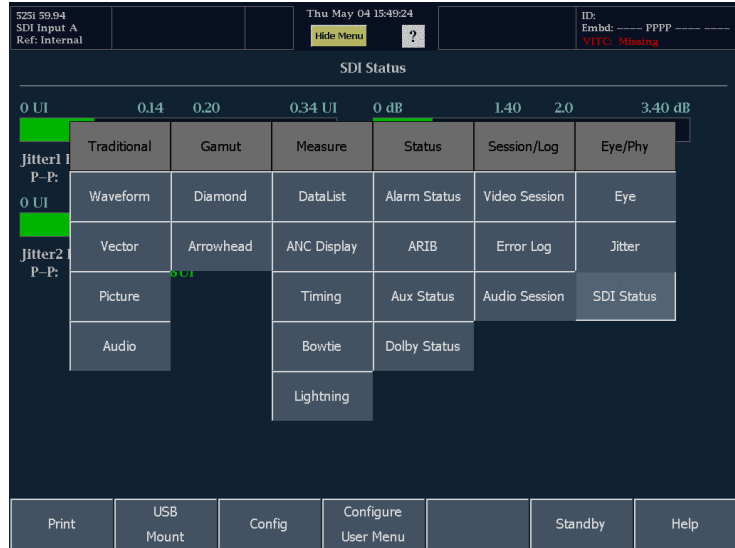 525i 59.94
SDI Input A
Ref: Internal
Thu May 04 15:49:24
Hide Menu
?
ID:
Embd: ---- PPPP ---- ----
VITC: Missing
SDI Status
0 UI 0.14 0.20 0.34 UI 0 dB 1.40 2.0 3.40 dB
Traditional Gamut Measure Status Session/Log Eye/Phy
Jitter1
P-P:
Waveform Diamond DataList Alarm Status Video Session Eye
0 UI
Vector Arrowhead ANC Display ARIB Error Log Jitter
Jitter2
P-P:
Picture Timing Aux Status Audio Session SDI Status
Audio Bowtie Dolby Status
Lightning
Print USB Mount Config Configure User Menu Standby Help